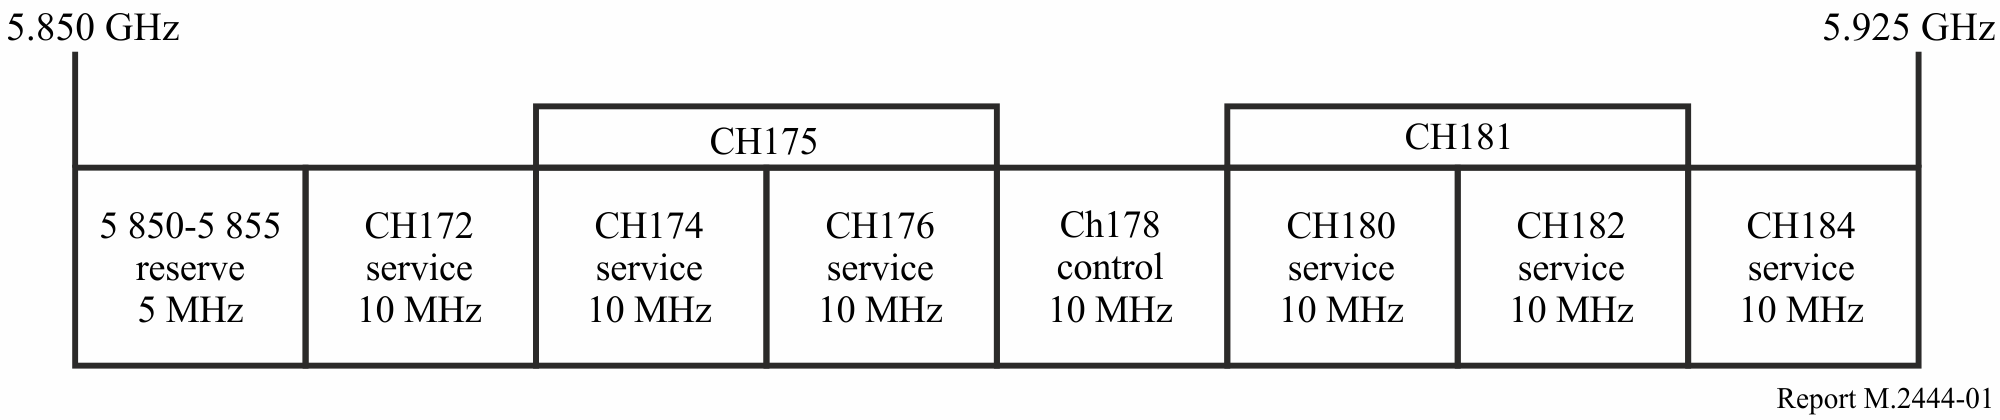 5.850 GHz
5.925 GHz
CH175
CH181
5 850-5 855
reserve
5 MHz
CH172
service
10 MHz
CH174
service
10 MHz
CH176
service
10 MHz
Ch178
control
10 MHz
CH180
service
10 MHz
CH182
service
10 MHz
CH184
service
10 MHz
Report M.2444-01